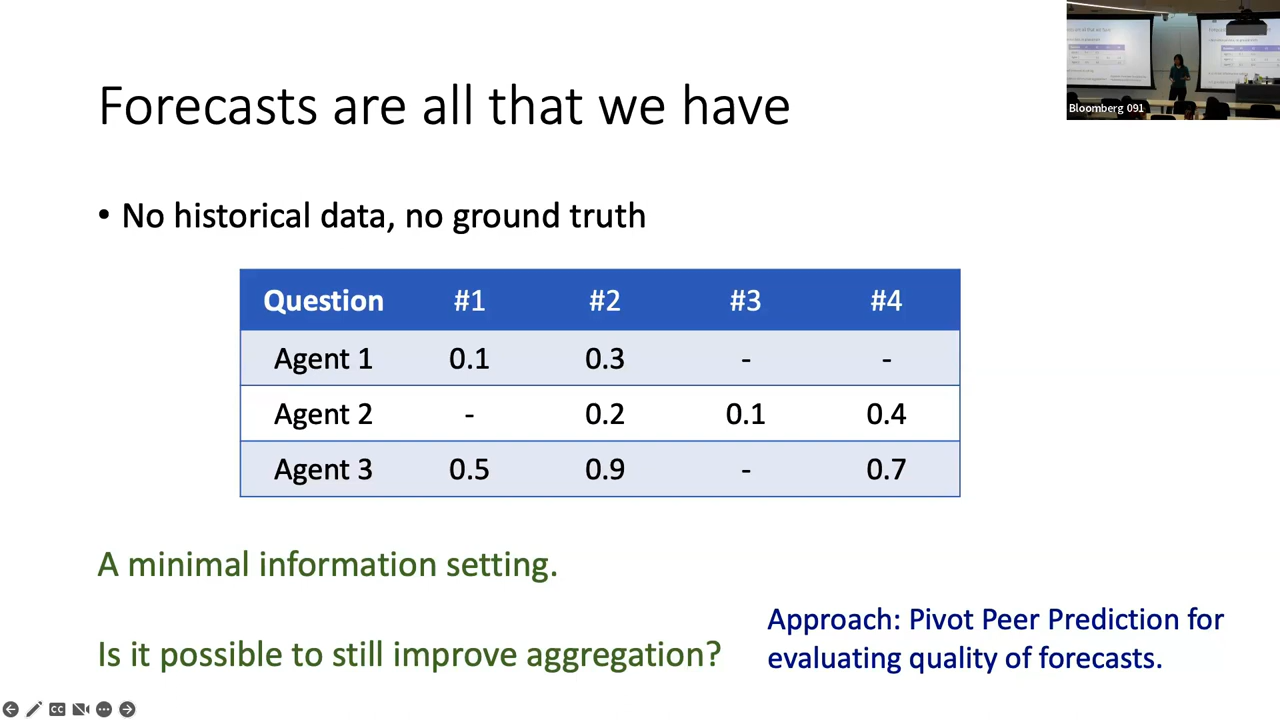 Forecasts are all that we have
Bloomberg 091
• No historical data, no ground truth
Question #1 #2 #3 #4
Agent 1 0.1 0.3 - -
Agent 2 - 0.2 0.1 0.4
Agent 3 0.5 0.9 - 0.7
A minimal information setting.
Is it possible to still improve aggregation?
Approach: Pivot Peer Prediction for
evaluating quality of forecasts.
CC